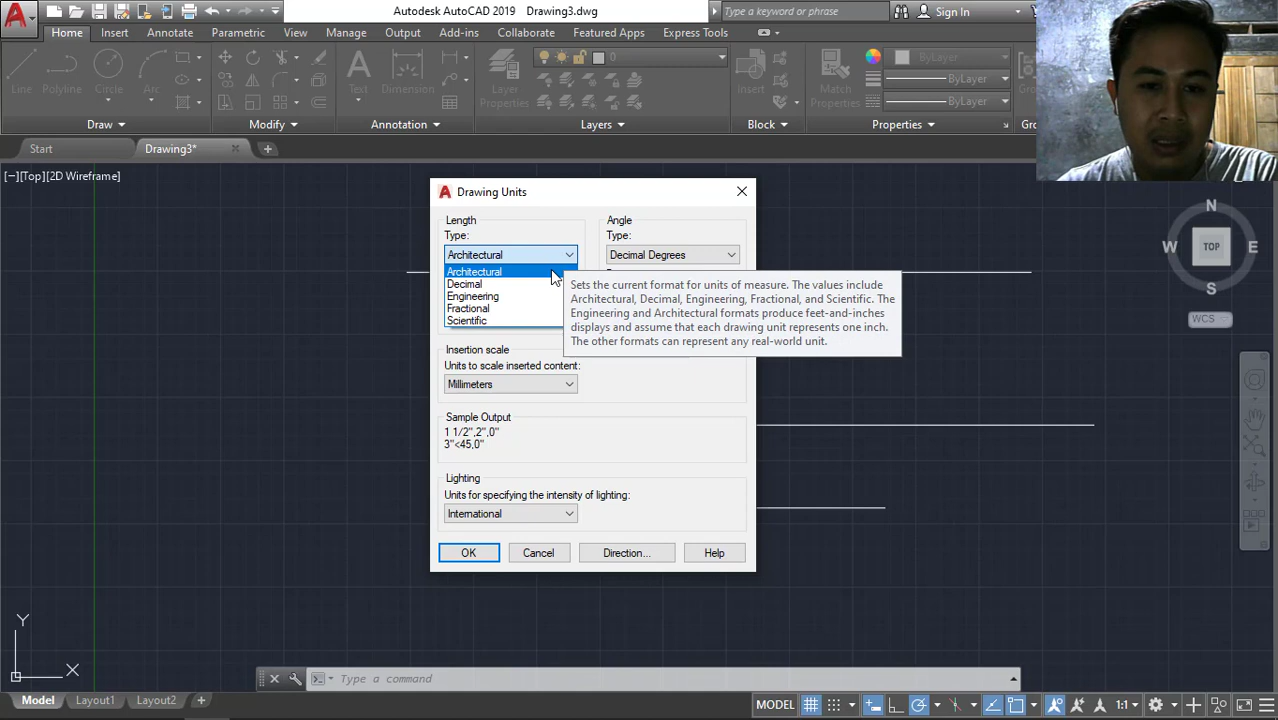 Autodesk AutoCAD 2019 Drawing3.dwg
Type a keyword or phrase
Sign In
Home Insert Annotate Parametric View Manage Output Add-ins Collaborate Featured Apps Express Tools
0
Line Polyline Circle Arc
Text Dimension
Layer Properties
Insert
Match Properties
ByLayer
ByLayer
Draw
Modify
Annotation
Layers
Block
Properties
Start
Drawing3*
[−][Top][2D Wireframe]
Drawing Units
Length
Type:
Architectural
Architectural
Decimal
Engineering
Fractional
Scientific
Angle
Type:
Decimal Degrees
Sets the current format for units of measure. The values include
Architectural, Decimal, Engineering, Fractional, and Scientific. The
Engineering and Architectural formats produce feet-and-inches
displays and assume that each drawing unit represents one inch.
The other formats can represent any real-world unit.
Insertion scale
Units to scale inserted content:
Millimeters
Sample Output
1 1/2",2",0"
3"<45,0"
Lighting
Units for specifying the intensity of lighting:
International
OK
Cancel
Direction...
Help
N
W TOP E
S
WCS
Y
X
Type a command
Model Layout1 Layout2
MODEL
1:1